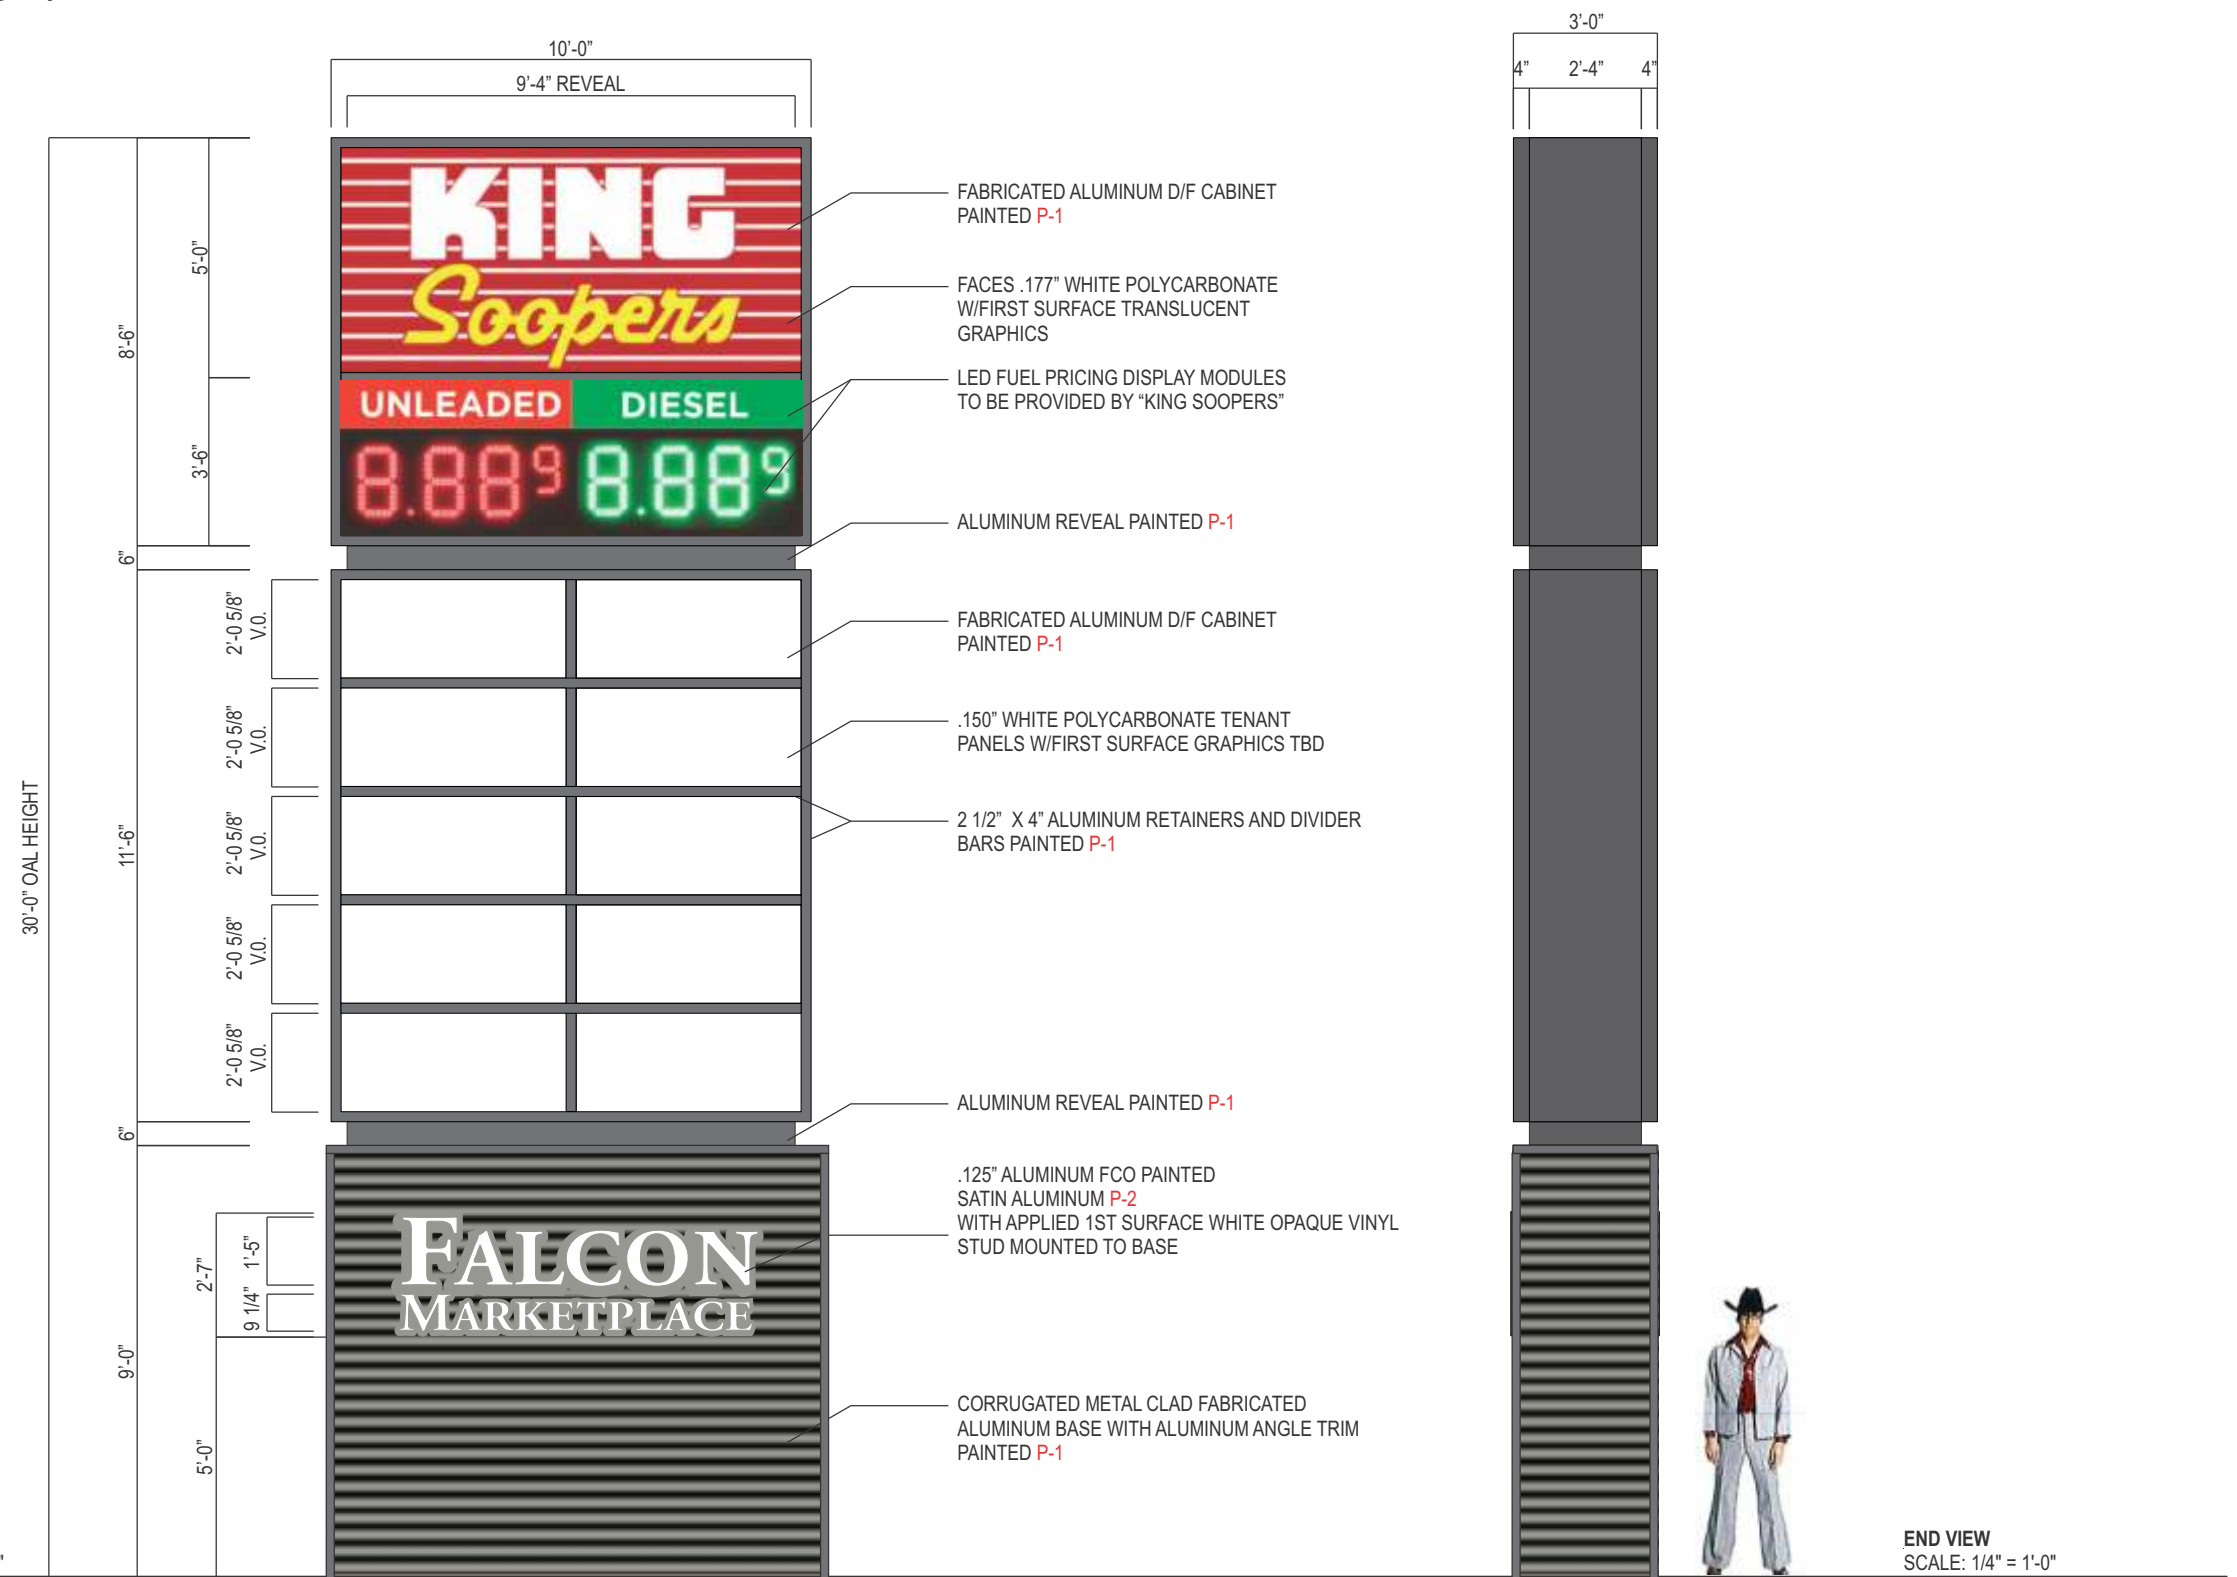 10'-0"
9'-4" REVEAL
3'-0"
4" 2'-4" 4"
30'-0" OAL HEIGHT
8'-6"
5'-0"
3'-6"
6"
11'-6"
2'-0 5/8"
V.O.
2'-0 5/8"
V.O.
2'-0 5/8"
V.O.
2'-0 5/8"
V.O.
2'-0 5/8"
V.O.
6"
9'-0"
2'-7"
1'-5"
9 1/4"
5'-0"
KING
Soopers
UNLEADED DIESEL
8.889 8.889
FALCON
MARKETPLACE
FABRICATED ALUMINUM D/F CABINET
PAINTED P-1
FACES .177" WHITE POLYCARBONATE
W/FIRST SURFACE TRANSLUCENT
GRAPHICS
LED FUEL PRICING DISPLAY MODULES
TO BE PROVIDED BY “KING SOOPERS”
ALUMINUM REVEAL PAINTED P-1
FABRICATED ALUMINUM D/F CABINET
PAINTED P-1
.150" WHITE POLYCARBONATE TENANT
PANELS W/FIRST SURFACE GRAPHICS TBD
2 1/2" X 4" ALUMINUM RETAINERS AND DIVIDER
BARS PAINTED P-1
ALUMINUM REVEAL PAINTED P-1
.125" ALUMINUM FCO PAINTED
SATIN ALUMINUM P-2
WITH APPLIED 1ST SURFACE WHITE OPAQUE VINYL
STUD MOUNTED TO BASE
CORRUGATED METAL CLAD FABRICATED
ALUMINUM BASE WITH ALUMINUM ANGLE TRIM
PAINTED P-1
END VIEW
SCALE: 1/4" = 1'-0"